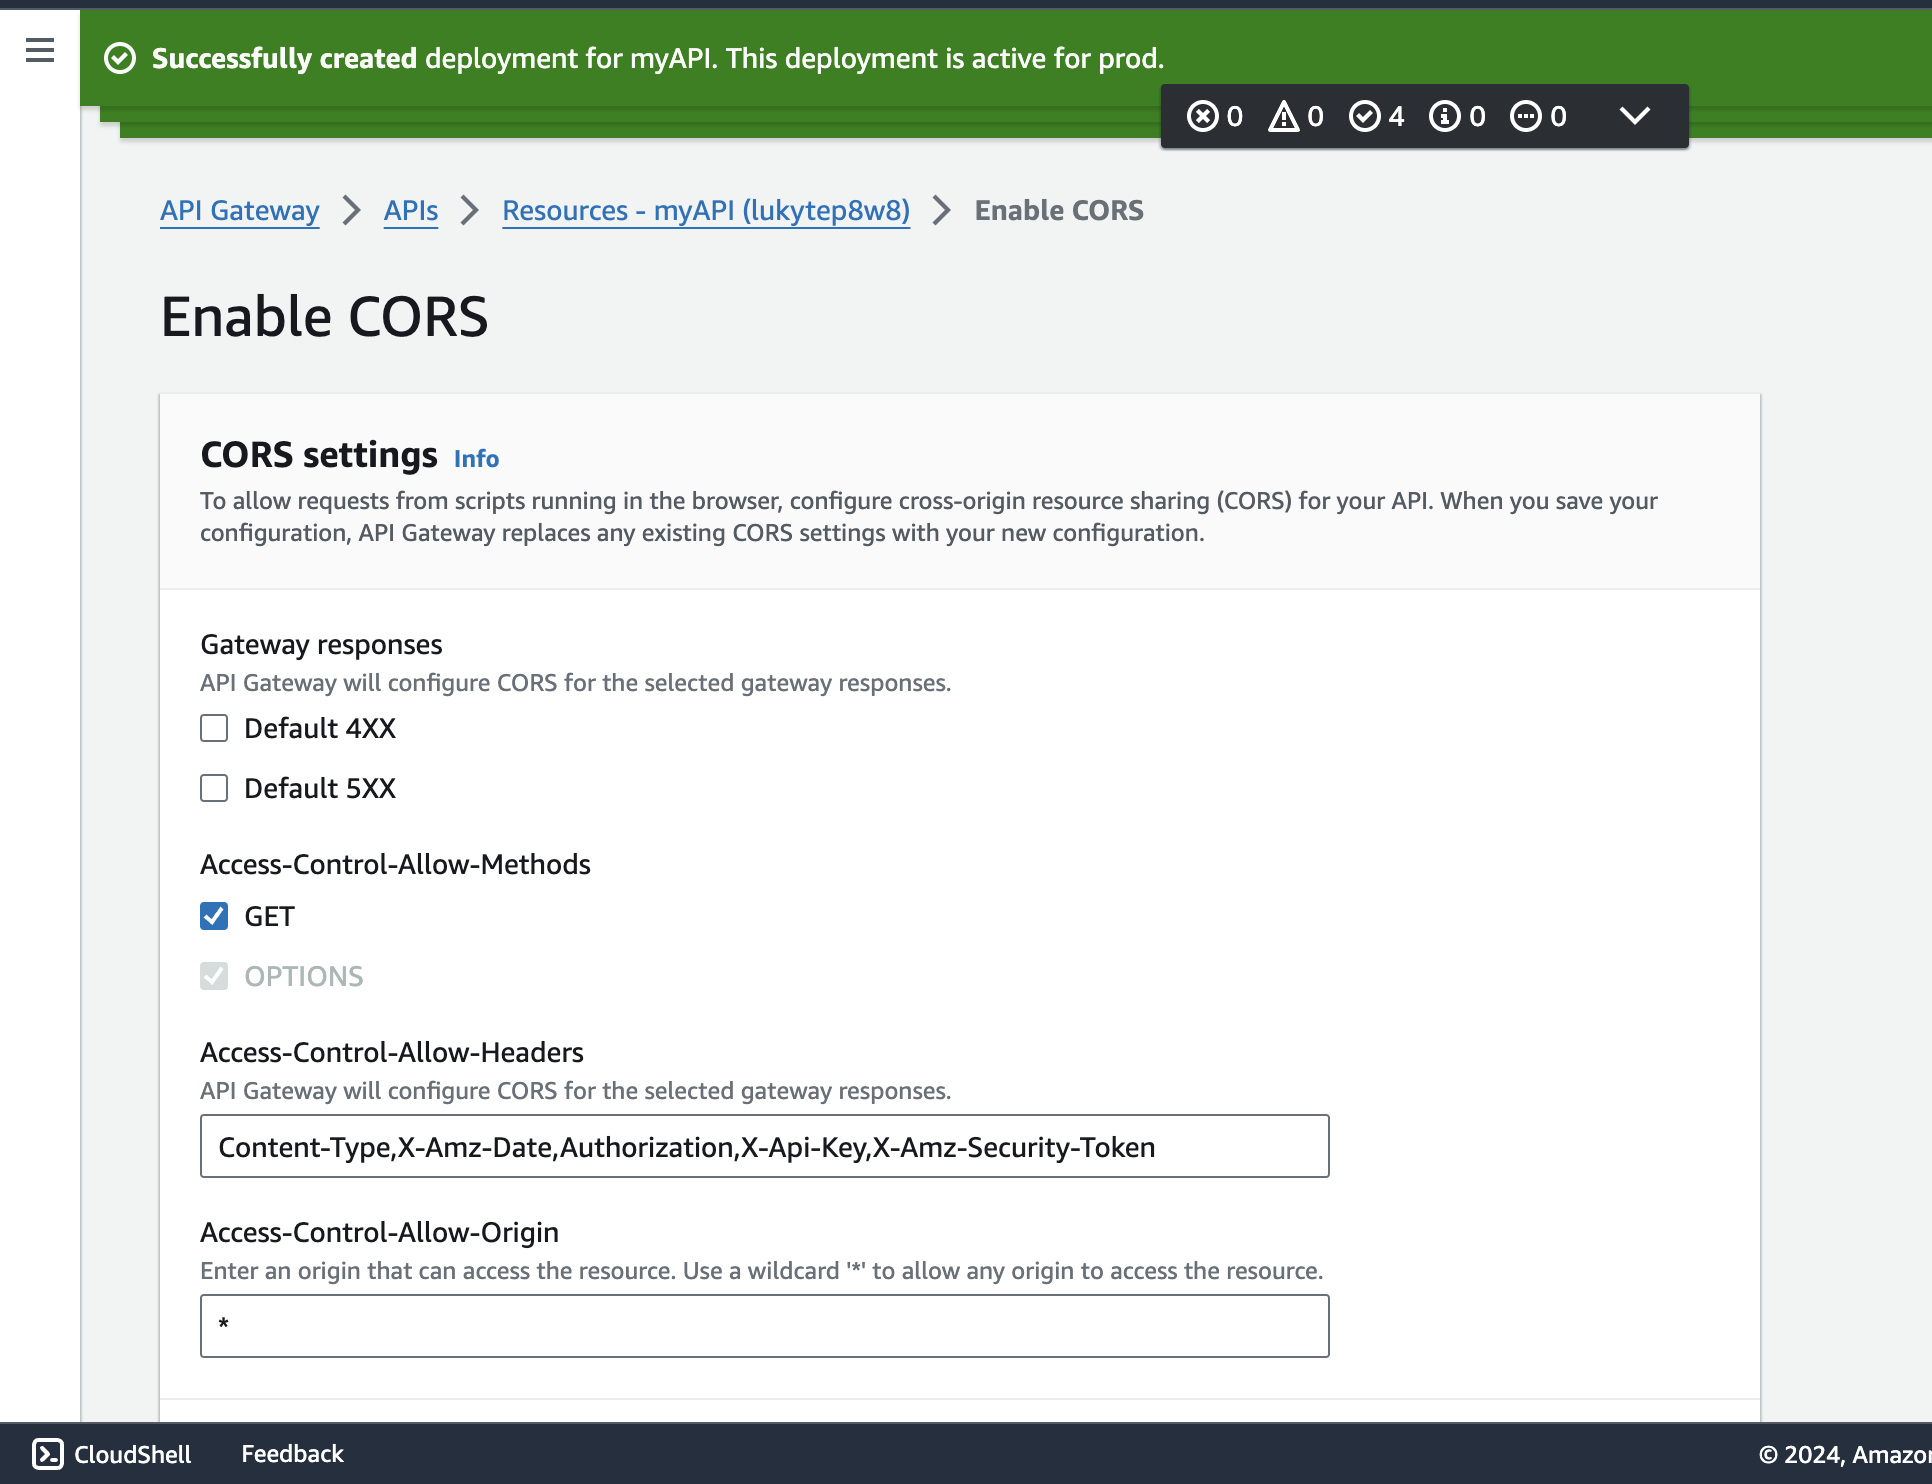 Successfully created deployment for myAPI. This deployment is active for prod.
0 0 4 0 0
API Gateway > APIs > Resources - myAPI (lukytep8w8) > Enable CORS
Enable CORS
CORS settings Info
To allow requests from scripts running in the browser, configure cross-origin resource sharing (CORS) for your API. When you save your
configuration, API Gateway replaces any existing CORS settings with your new configuration.
Gateway responses
API Gateway will configure CORS for the selected gateway responses.
Default 4XX
Default 5XX
Access-Control-Allow-Methods
GET
OPTIONS
Access-Control-Allow-Headers
API Gateway will configure CORS for the selected gateway responses.
Content-Type,X-Amz-Date,Authorization,X-Api-Key,X-Amz-Security-Token
Access-Control-Allow-Origin
Enter an origin that can access the resource. Use a wildcard '*' to allow any origin to access the resource.
*
CloudShell Feedback © 2024, Amazon